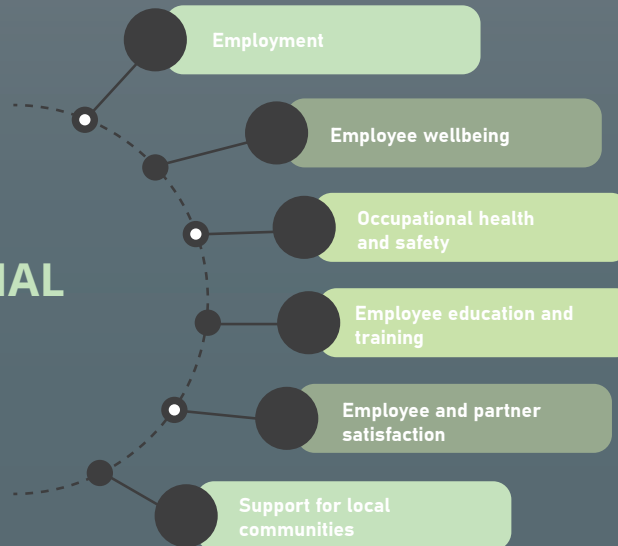 Employment
Employee wellbeing
Occupational health
and safety
IAL
Employee education and
training
Employee and partner
satisfaction
Support for local
communities